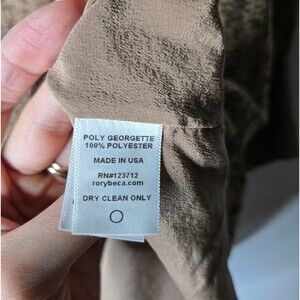 POLY GEORGETTE
100% POLYESTER
MADE IN USA
RN#123712
rorybeca.com
DRY CLEAN ONLY